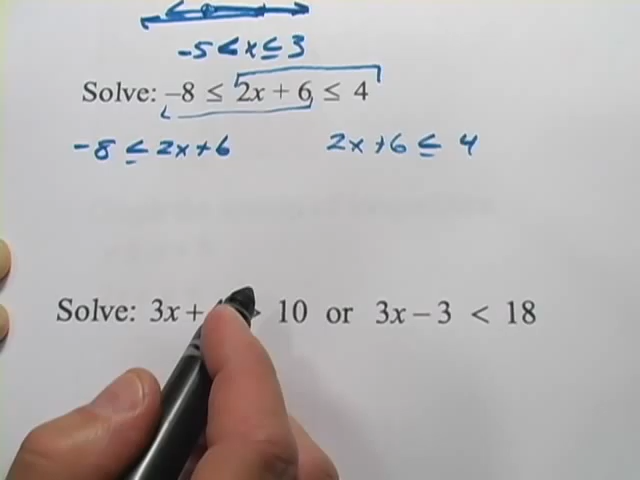 -5 < x ≤ 3
Solve: –8 ≤ 2x + 6 ≤ 4
-8 ≤ 2x+6 2x+6 ≤ 4
Solve: 3x + > 10 or 3x – 3 < 18